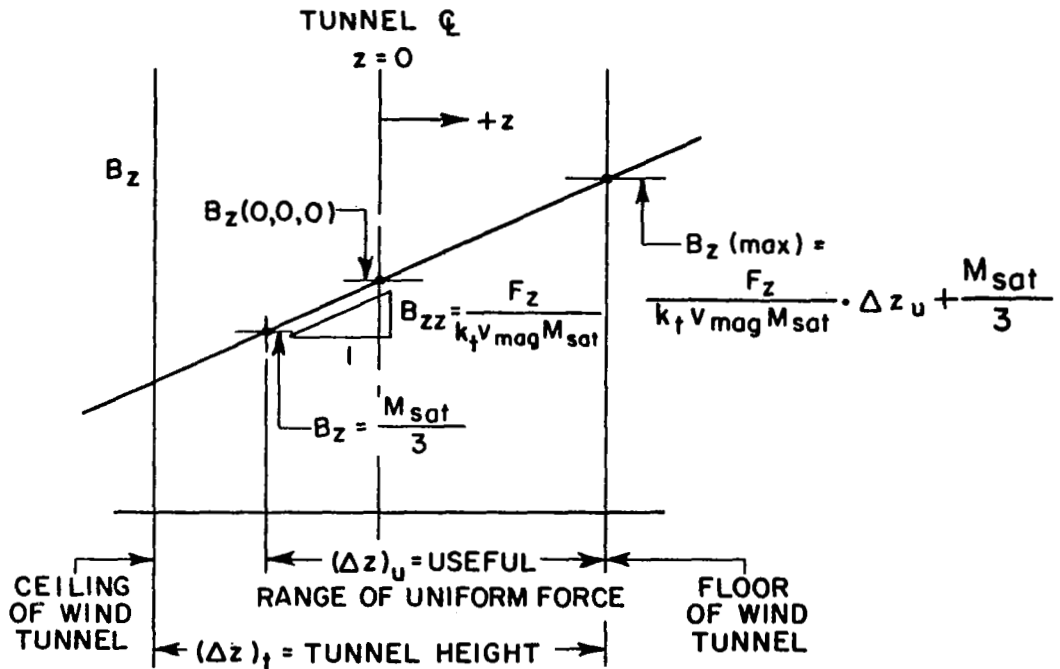 TUNNEL ℄
z = 0
+z
B_z
B_z(0,0,0)
B_z (max) =
F_z / (k_t v_mag M_sat) · Δ z_u + M_sat / 3
B_zz = F_z / (k_t v_mag M_sat)
1
B_z = M_sat / 3
(Δz)_u = USEFUL
RANGE OF UNIFORM FORCE
CEILING
OF WIND
TUNNEL
FLOOR
OF WIND
TUNNEL
(Δz)_t = TUNNEL HEIGHT